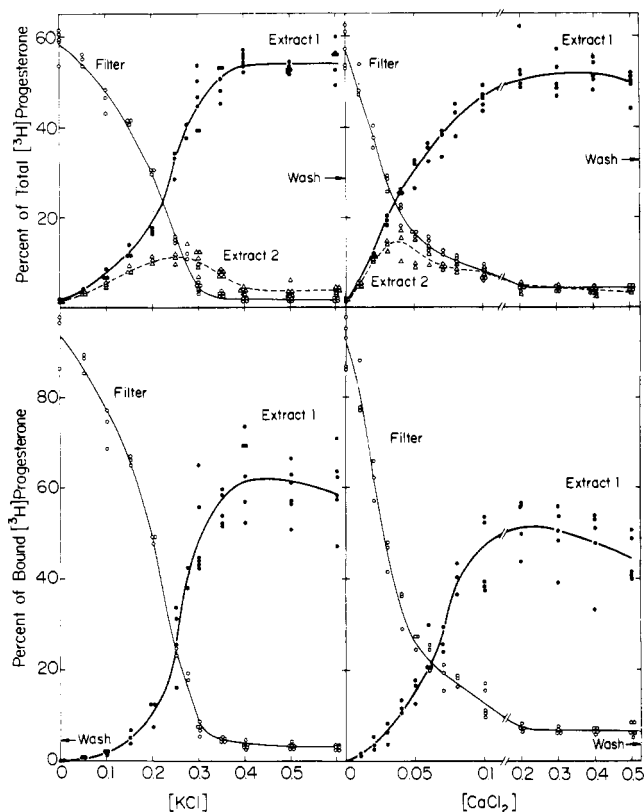 Percent of Total [³H]Progesterone
60
40
20
0
Filter
Extract 1
Wash
Extract 2
Filter
Extract 1
Wash
Extract 2
Percent of Bound [³H]Progesterone
80
60
40
20
0
Filter
Extract 1
Wash
Filter
Extract 1
Wash
0 0.1 0.2 0.3 0.4 0.5
[KCl]
0 0.05 0.1 0.2 0.3 0.4 0.5
[CaCl₂]